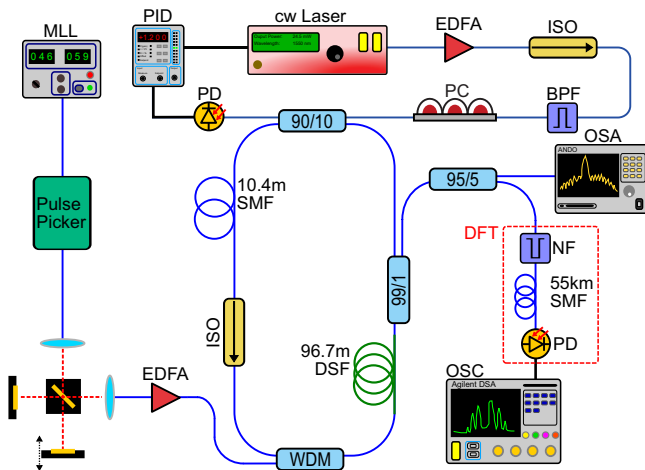 MLL
046 059
PID
+1.200
cw Laser
EDFA
ISO
PD
90/10
PC
BPF
OSA
ANDO
10.4m
SMF
95/5
Pulse
Picker
DFT
NF
99/1
55km
SMF
ISO
96.7m
DSF
PD
EDFA
OSC
Agilent DSA
WDM